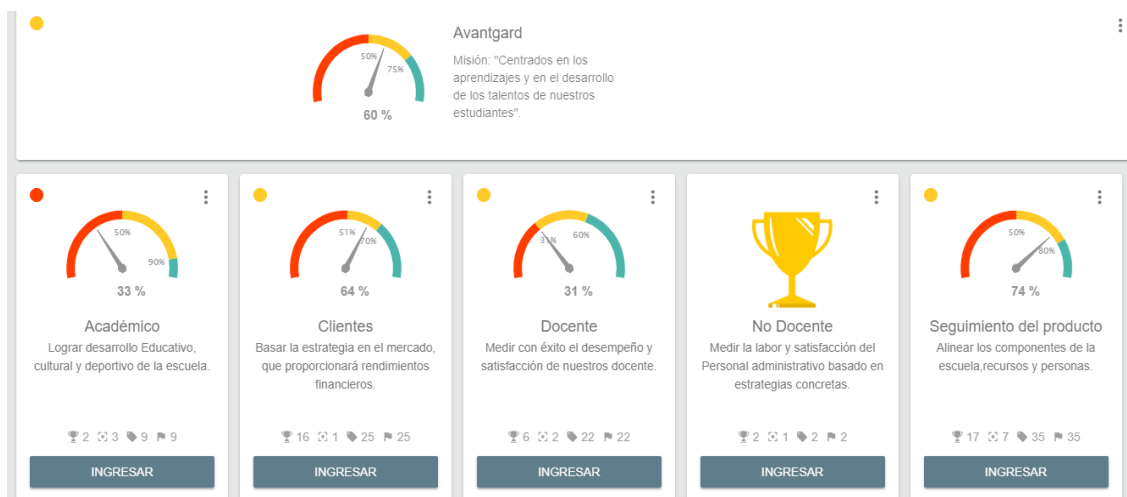 Avantgard
Misión: "Centrados en los
aprendizajes y en el desarrollo
de los talentos de nuestros
estudiantes".
50%
75%
60 %
50%
90%
33 %
Académico
Lograr desarrollo Educativo,
cultural y deportivo de la escuela.
2 3 9 9
INGRESAR
51%
70%
64 %
Clientes
Basar la estrategia en el mercado,
que proporcionará rendimientos
financieros.
16 1 25 25
INGRESAR
31%
60%
31 %
Docente
Medir con éxito el desempeño y
satisfacción de nuestros docente.
6 2 22 22
INGRESAR
No Docente
Medir la labor y satisfacción del
Personal administrativo basado en
estrategias concretas.
2 1 2 2
INGRESAR
50%
80%
74 %
Seguimiento del producto
Alinear los componentes de la
escuela,recursos y personas.
17 7 35 35
INGRESAR